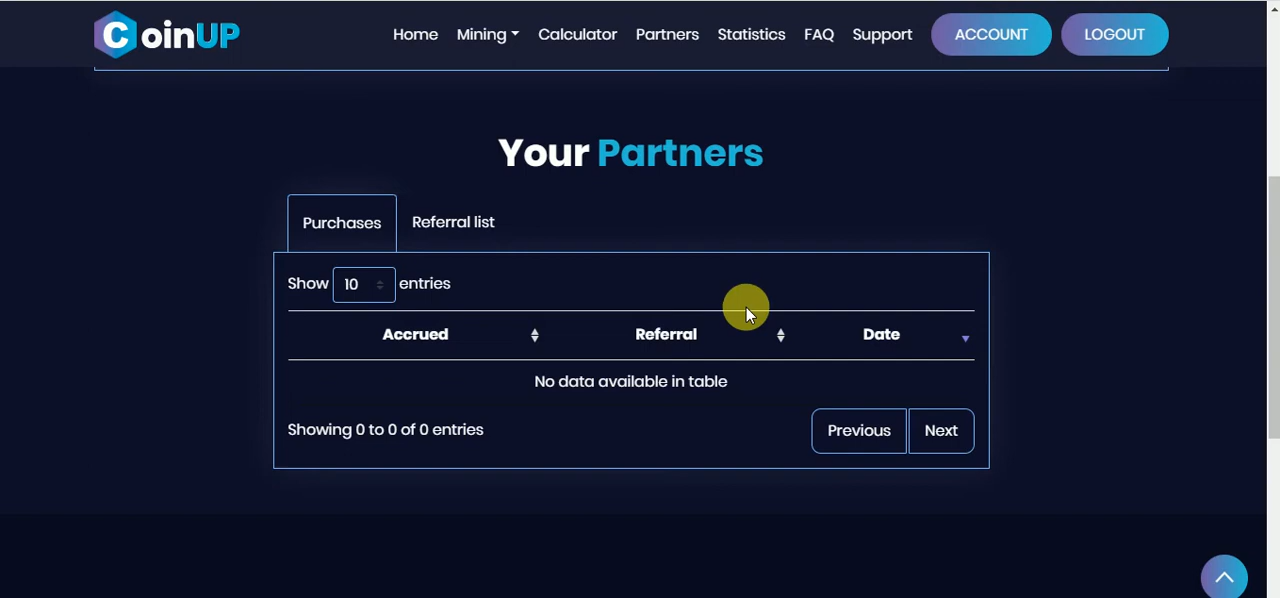 CoinUP Home Mining Calculator Partners Statistics FAQ Support ACCOUNT LOGOUT
Your Partners
Purchases Referral list
Show 10 entries
Accrued Referral Date
No data available in table
Showing 0 to 0 of 0 entries Previous Next